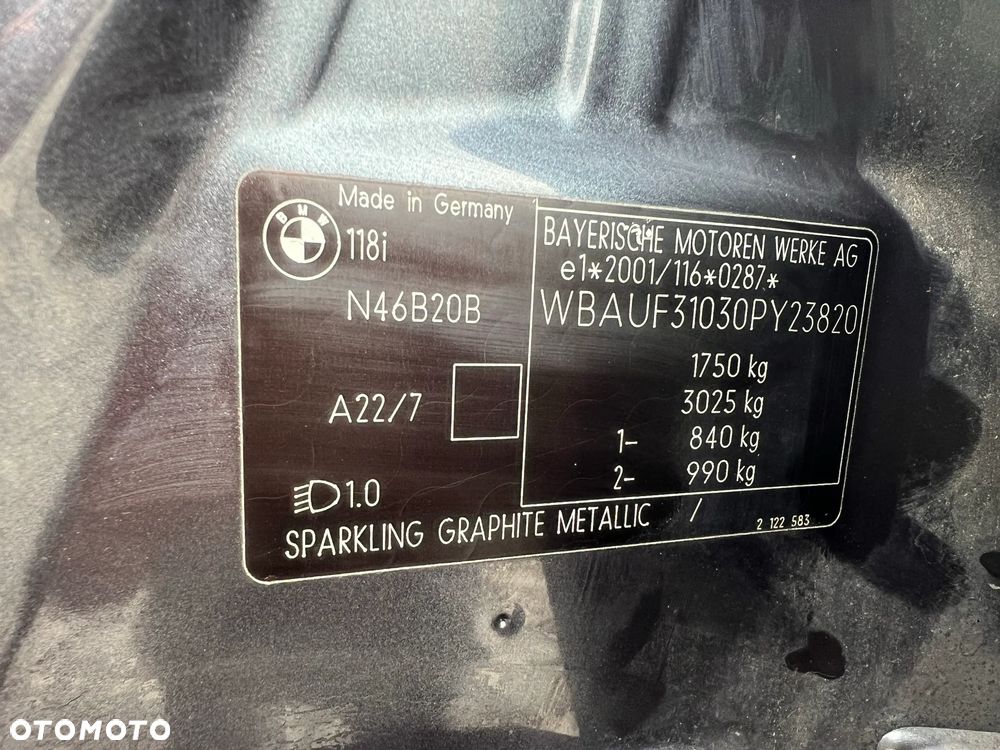 Made in Germany
BMW
118i
N46B20B
A22/7
1.0
SPARKLING GRAPHITE METALLIC /
BAYERISCHE MOTOREN WERKE AG
e1*2001/116*0287*
WBAUF31030PY23820
1750 kg
3025 kg
1- 840 kg
2- 990 kg
2 122 583
OTOMOTO